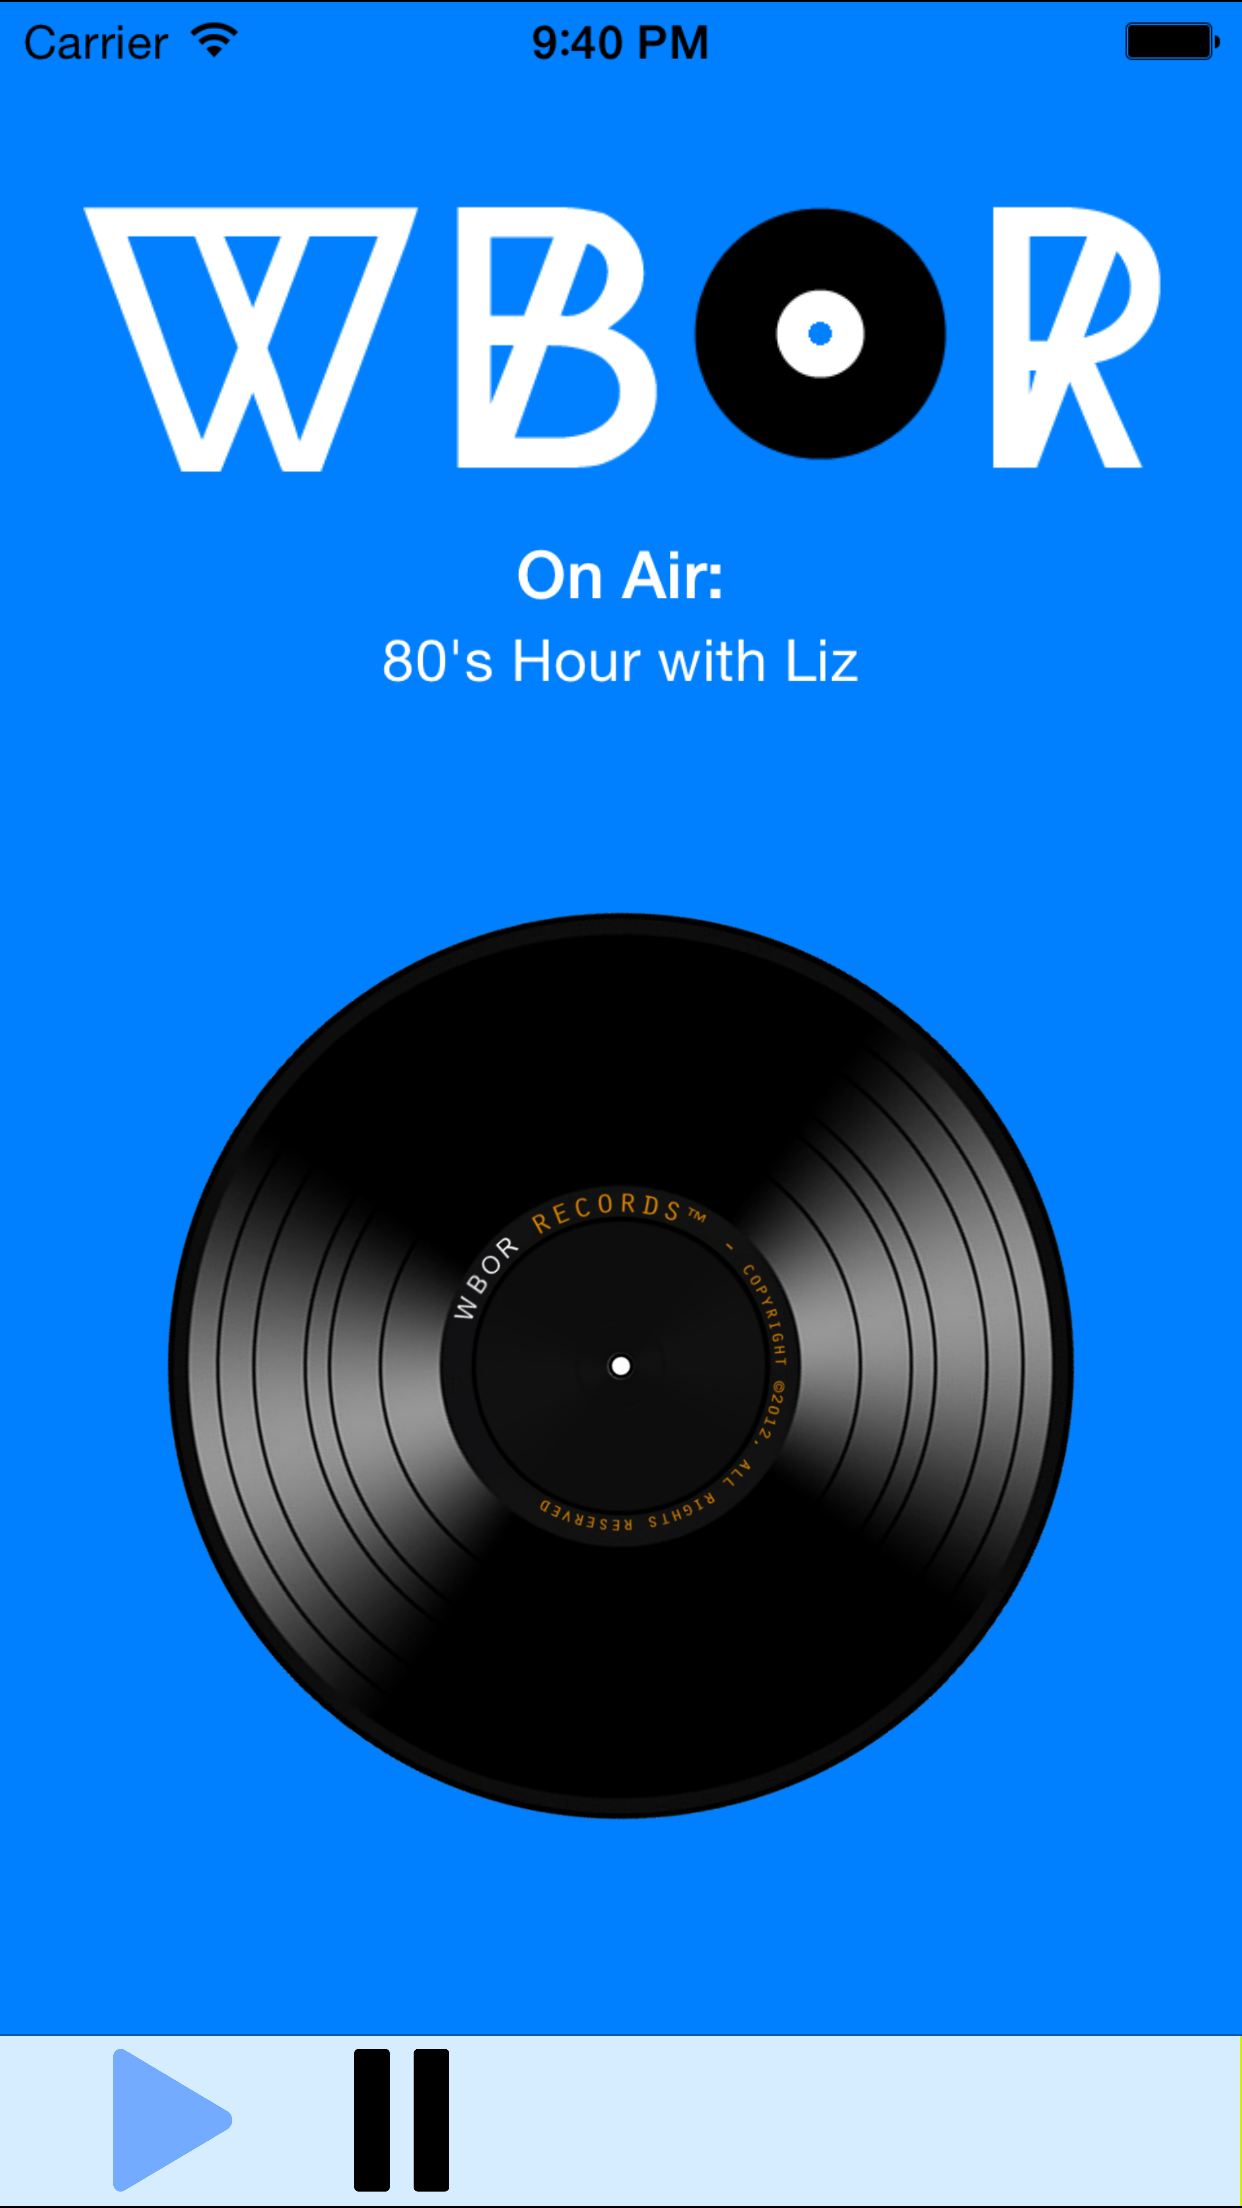 Carrier 9:40 PM
WBOR
On Air:
80's Hour with Liz
WBOR RECORDS™ - COPYRIGHT ©2012, ALL RIGHTS RESERVED